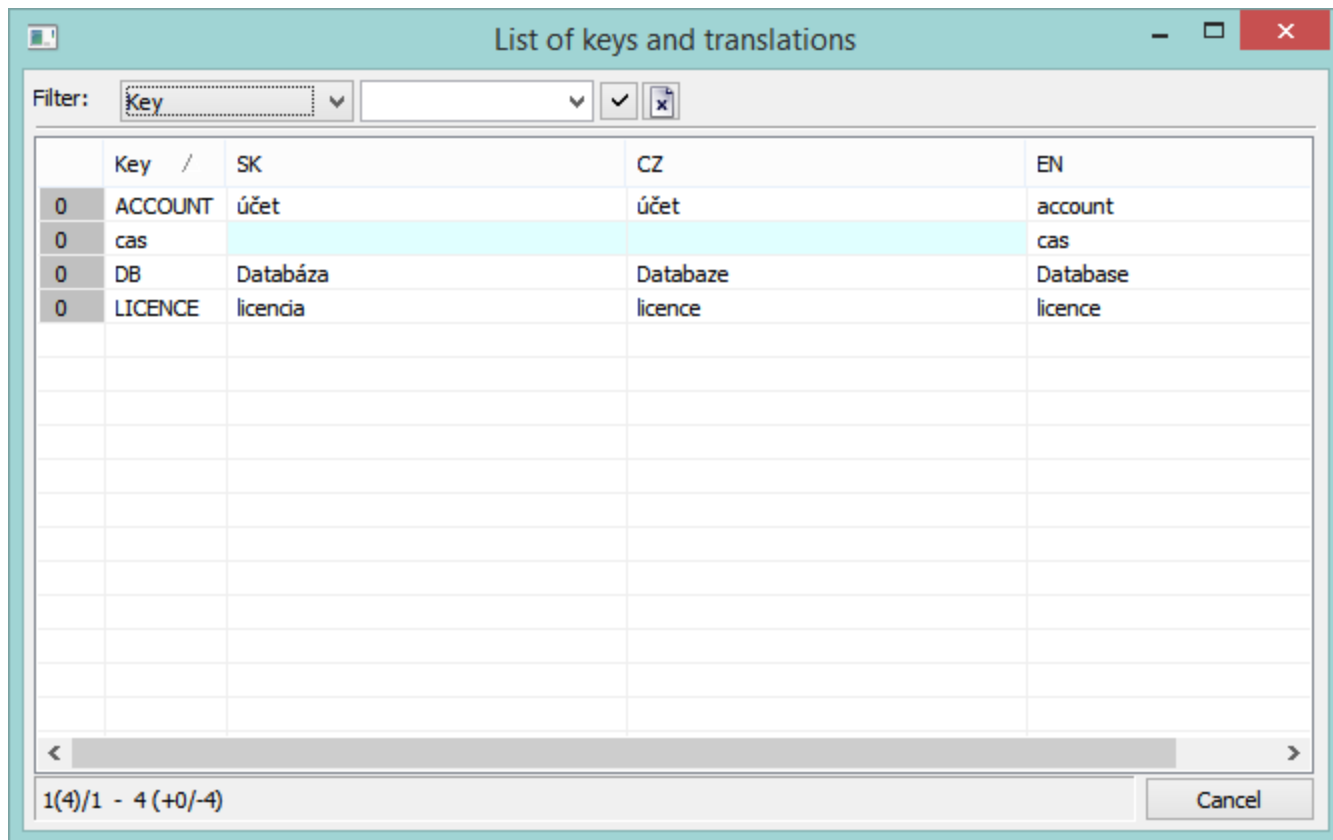 List of keys and translations
Filter: Key
Key / SK CZ EN
0 ACCOUNT účet účet account
0 cas cas
0 DB Databáza Databaze Database
0 LICENCE licencia licence licence
1(4)/1 - 4 (+0/-4) Cancel